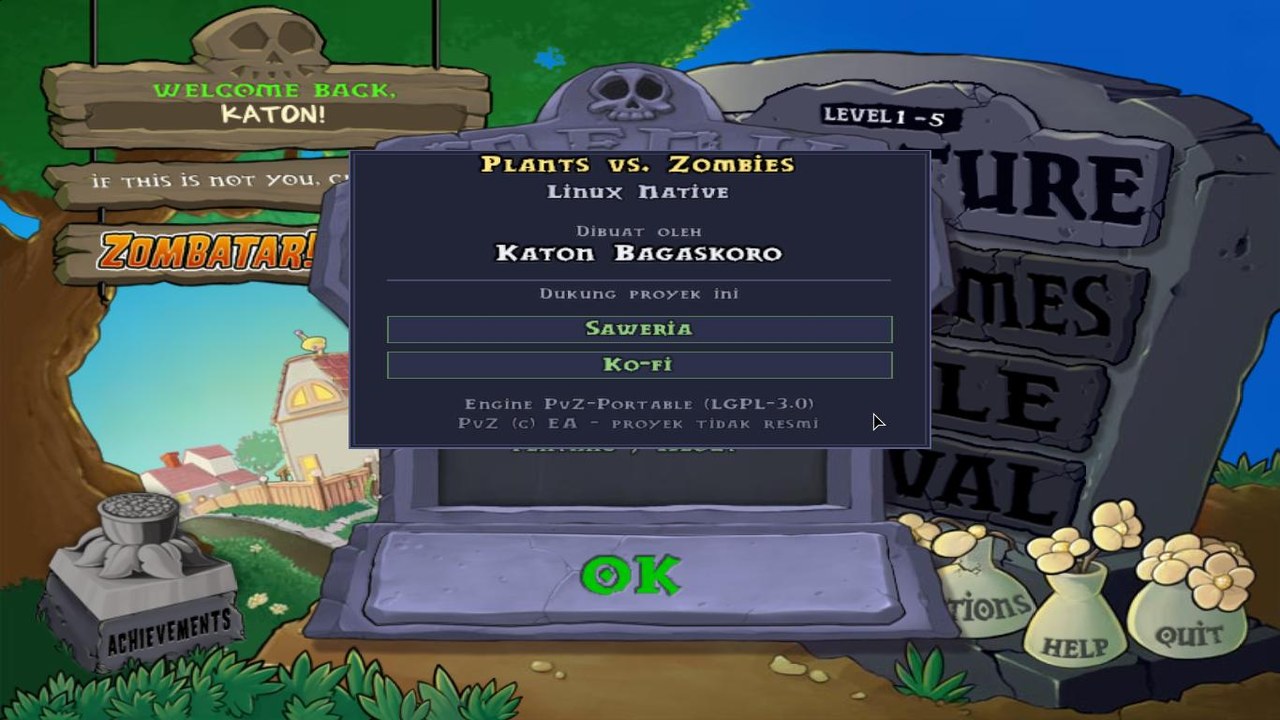 WELCOME BACK,
KATON!
IF THIS IS NOT YOU, C
ZOMBATAR!
LEVEL 1 - 5
PLANTS VS. ZOMBIES
LINUX NATIVE
DIBUAT OLEH
KATON BAGASKORO
DUKUNG PROYEK INI
SAWERIA
KO-FI
ENGINE PVZ-PORTABLE (LGPL-3.0)
PVZ (C) EA - PROYEK TIDAK RESMI
OK
ACHIEVEMENTS
TIONS
HELP
QUIT
URE
MES
LE
VAL